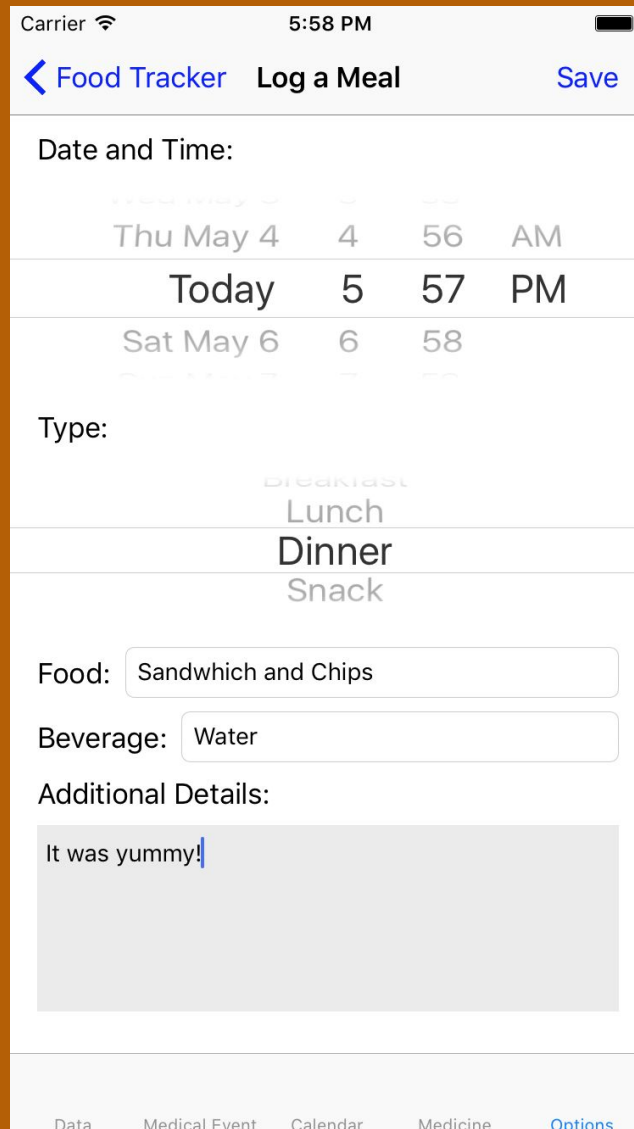 Carrier 5:58 PM
Food Tracker Log a Meal Save
Date and Time:
Thu May 4 4 56 AM
Today 5 57 PM
Sat May 6 6 58
Type:
Breakfast
Lunch
Dinner
Snack
Food: Sandwhich and Chips
Beverage: Water
Additional Details:
It was yummy!
Data Medical Event Calendar Medicine Options